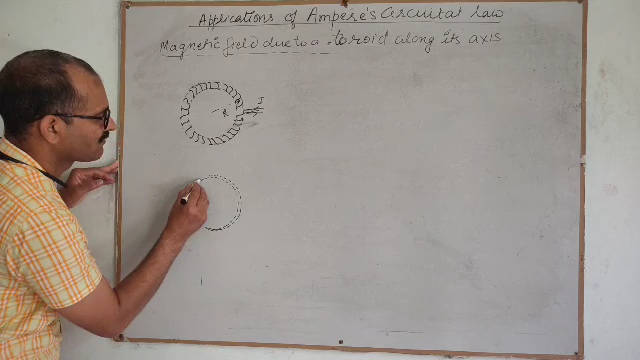 Applications of Ampere's Circuital Law
Magnetic field due to a toroid along its axis
I